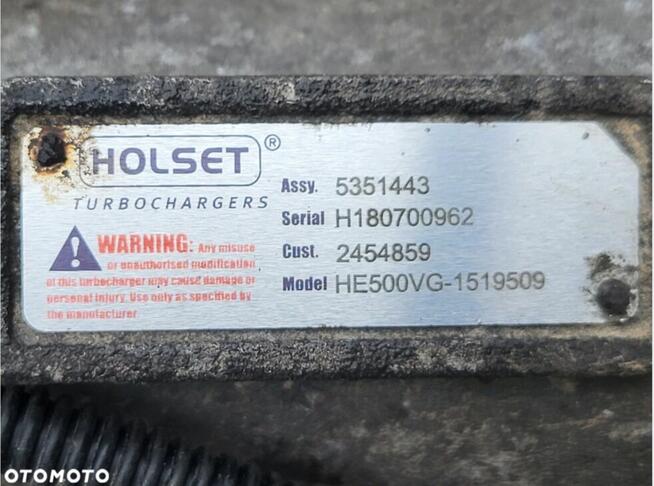 HOLSET®
TURBOCHARGERS
WARNING: Any misuse
or unauthorised modification
of this turbocharger may cause damage or
personal injury. Use only as specified by
the manufacturer
Assy. 5351443
Serial H180700962
Cust. 2454859
Model HE500VG-1519509
OTOMOTO